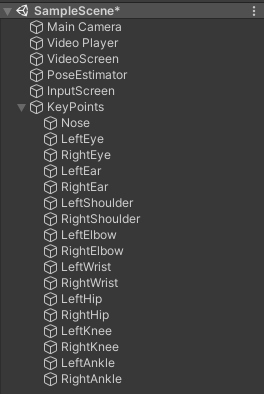 SampleScene*
Main Camera
Video Player
VideoScreen
PoseEstimator
InputScreen
KeyPoints
Nose
LeftEye
RightEye
LeftEar
RightEar
LeftShoulder
RightShoulder
LeftElbow
RightElbow
LeftWrist
RightWrist
LeftHip
RightHip
LeftKnee
RightKnee
LeftAnkle
RightAnkle